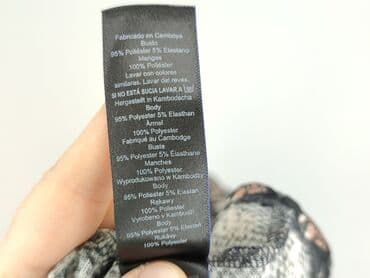 Fabricado en Camboya
Busto
95% Poliéster 5% Elastano
Mangas
100% Poliéster
Lavar con colores
similares. Lavar del revés.
SI NO ESTÁ SUCIA LAVAR A
Hergestellt in Kambodscha
Body
95% Polyester 5% Elasthan
Ärmel
100% Polyester
Fabriqué au Cambodge
Buste
95% Polyester 5% Élasthane
Manches
100% Polyester
Wyprodukowano w Kambodży
Body
95% Poliester 5% Elastan
Rękawy
100% Poliester
Vyrobeno v Kambodži
Body
95% Polyester 5% Elastan
Rukávy
100% Polyester